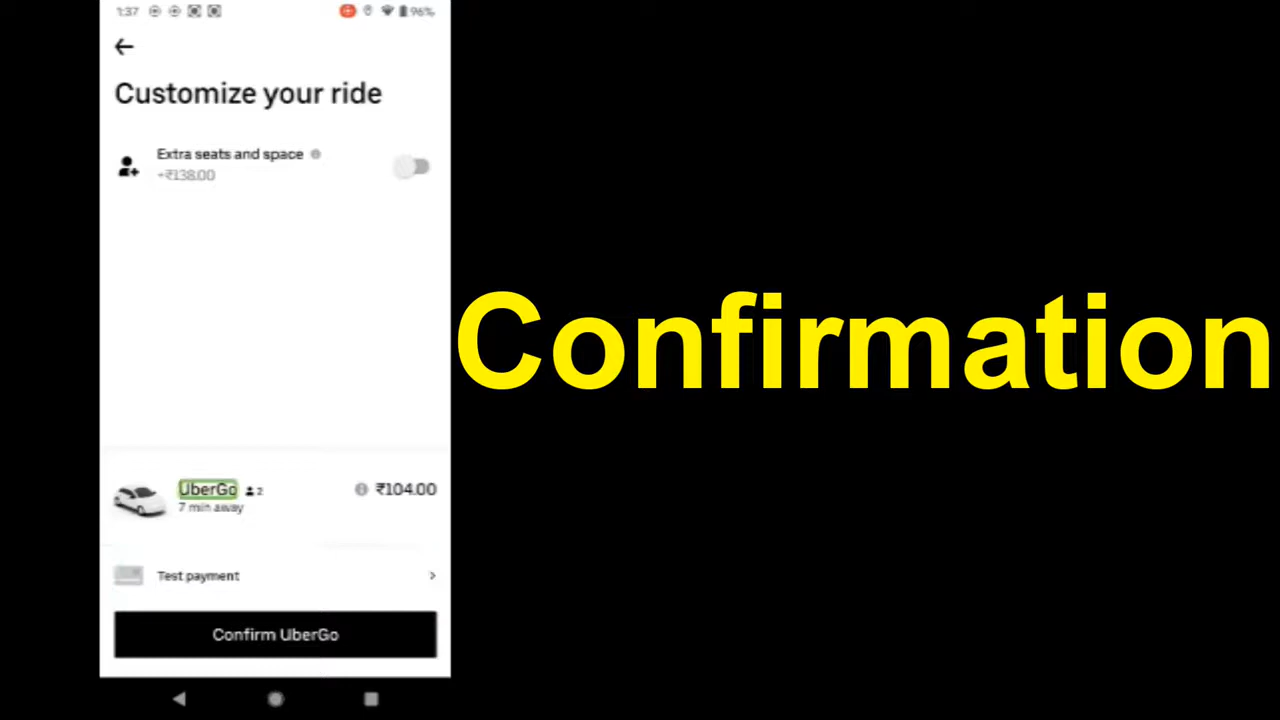 1:37 96%
Customize your ride
Extra seats and space
+₹138.00
UberGo 2 ₹104.00
7 min away
Test payment
Confirm UberGo
Confirmation